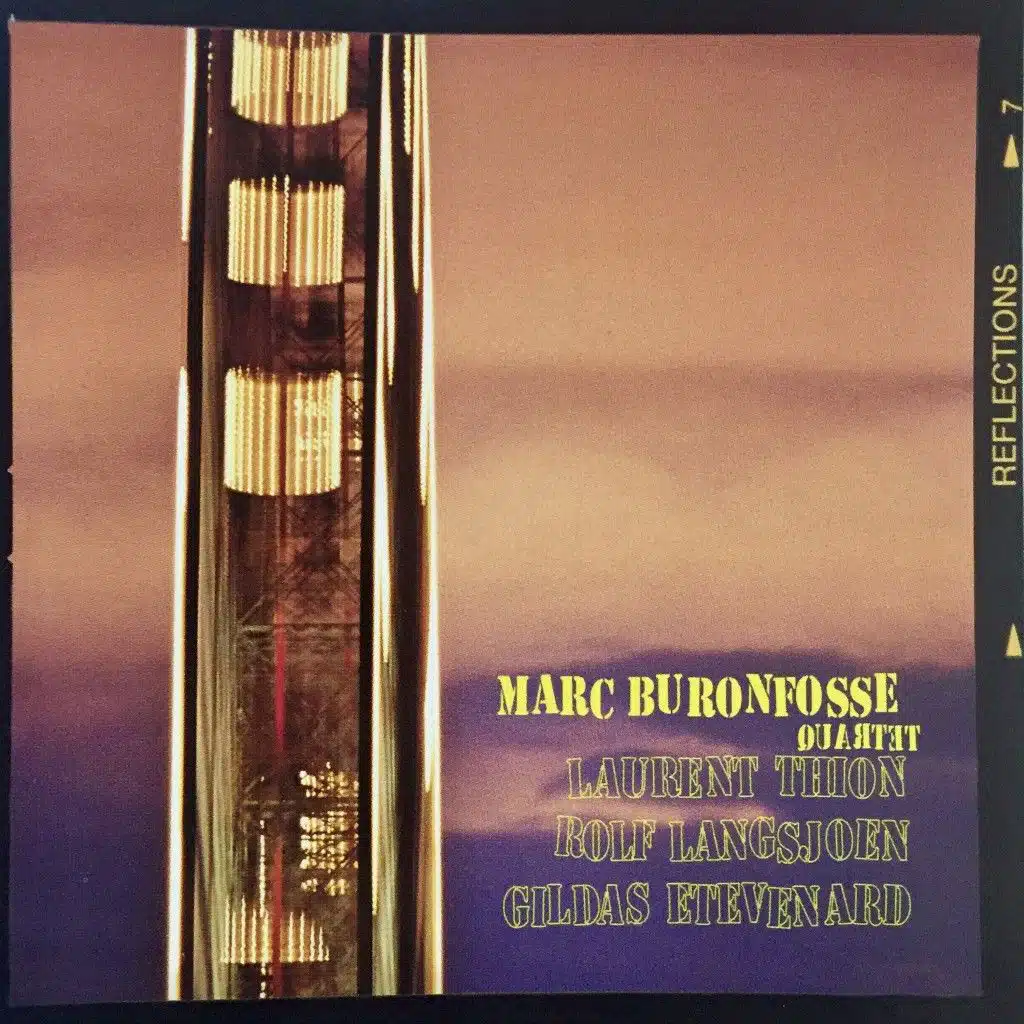 MARC BURONFOSSE
QUARTET
LAURENT THION
ROLF LANGSJOEN
GILDAS ETEVENARD
REFLECTIONS
7